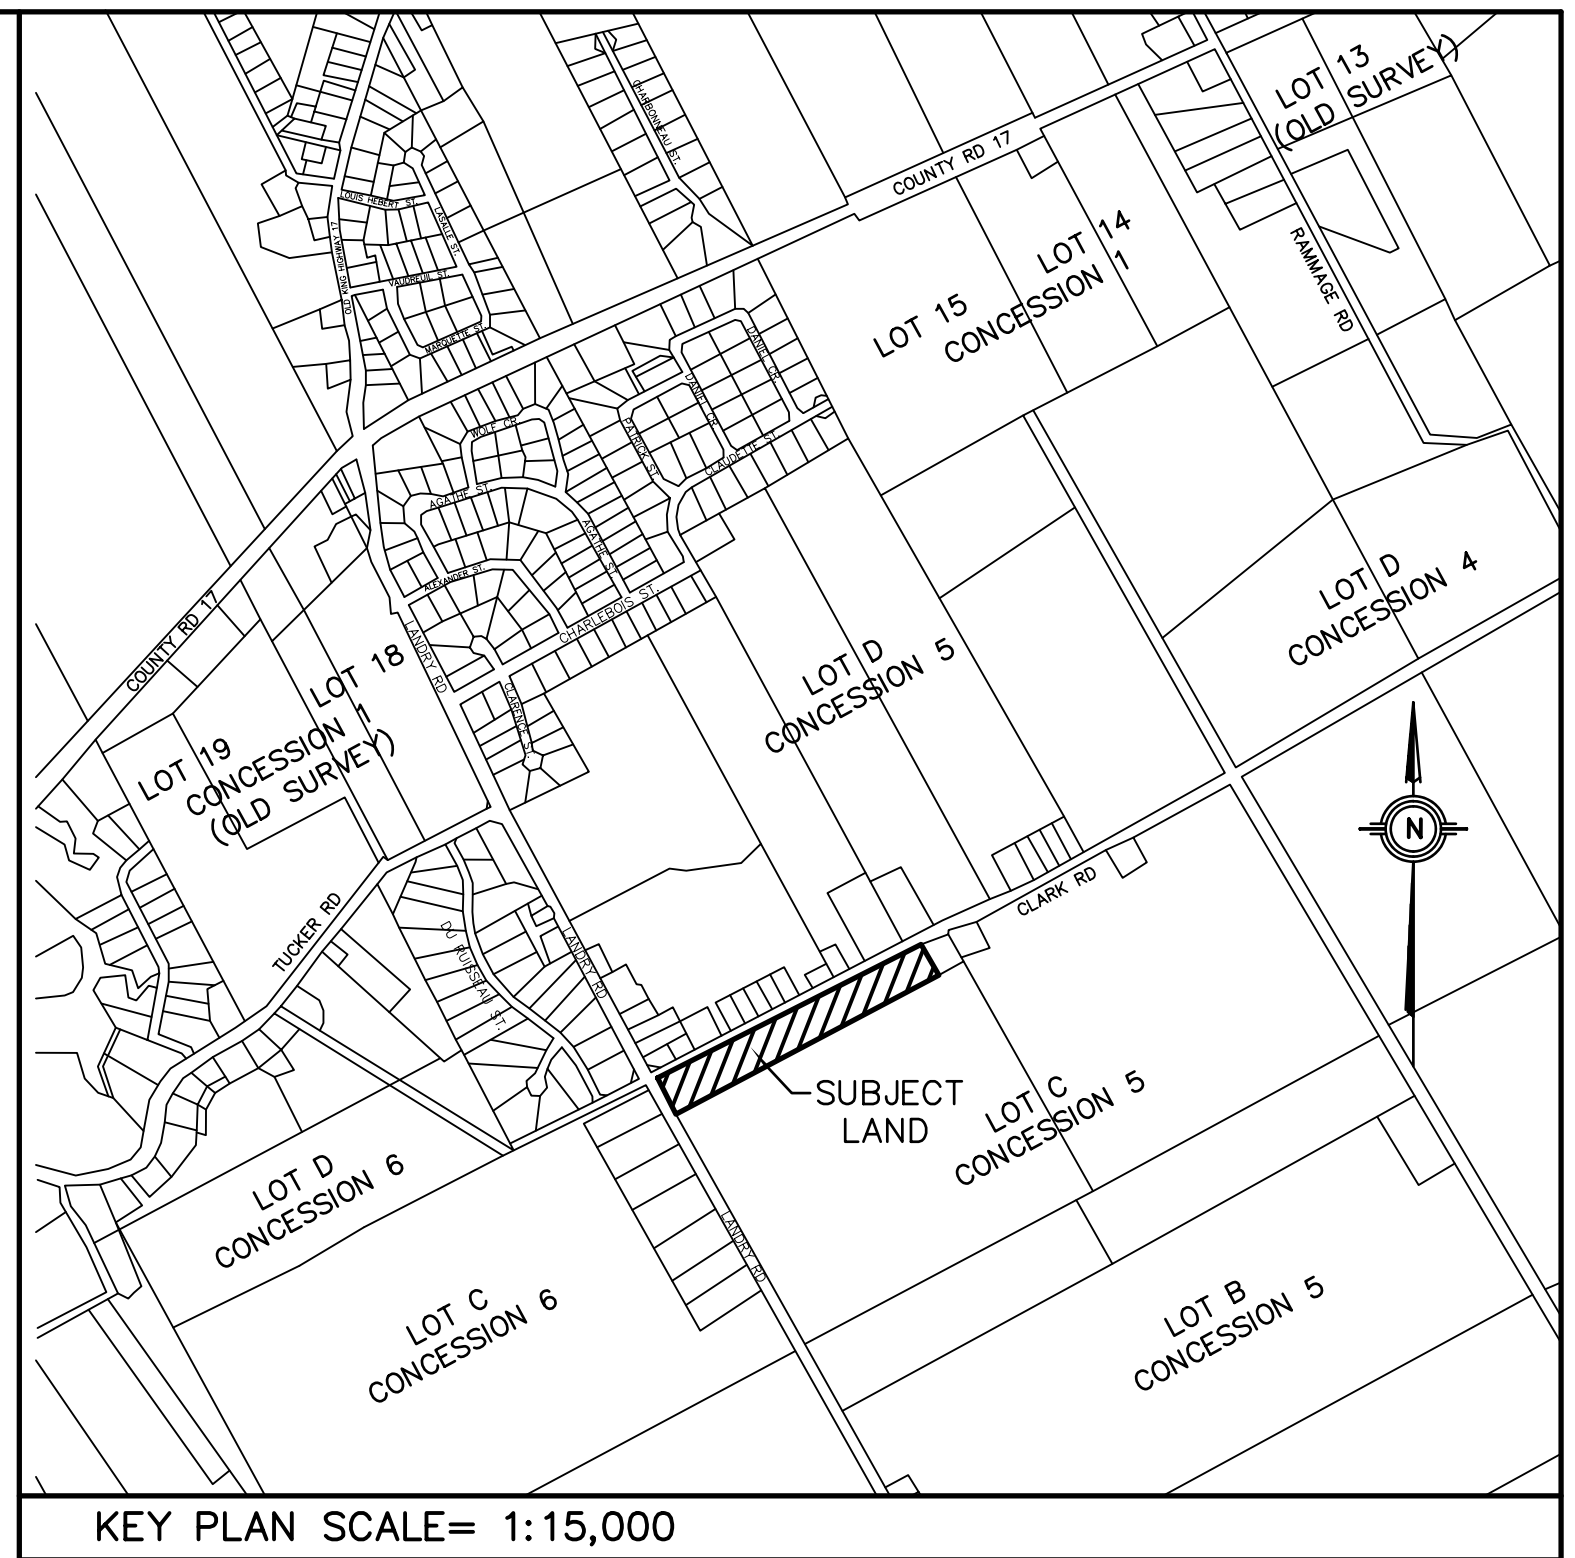 CHARBONNEAU ST.
LOT 13
(OLD SURVEY)
COUNTY RD 17
LOUIS HEBERT ST.
LASALLE ST.
OLD KING HIGHWAY 17
VAUDREUIL ST.
MARQUETTE ST.
LOT 14
LOT 15
CONCESSION 1
RAMMAGE RD
DANIEL CR.
DANIEL CR.
WOLF CR.
PATRICK ST.
CLAUDETTE ST.
AGATHE ST.
AGATHE ST.
ALEXANDER ST.
CHARLEBOIS ST.
COUNTY RD 17
LANDRY RD
CLARENCE ST.
LOT 18
LOT 19
CONCESSION 1
(OLD SURVEY)
LOT D
CONCESSION 5
LOT D
CONCESSION 4
N
TUCKER RD
DU RUISSEAU ST.
LANDRY RD
CLARK RD
SUBJECT
LAND
LOT C
CONCESSION 5
LOT D
CONCESSION 6
LANDRY RD
LOT C
CONCESSION 6
LOT B
CONCESSION 5
KEY PLAN SCALE= 1:15,000